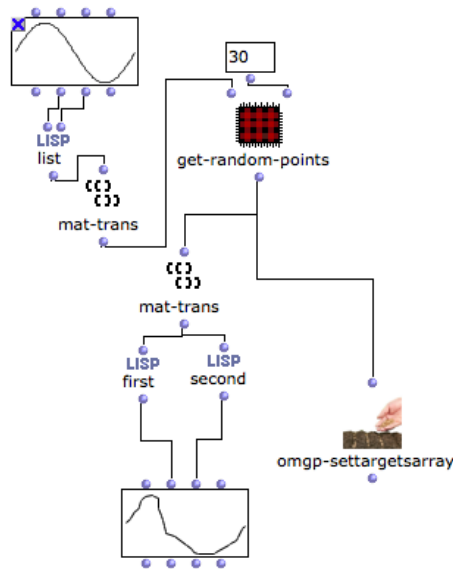 30
LISP
list
get-random-points
mat-trans
mat-trans
LISP LISP
first second
omgp-settargetsarray